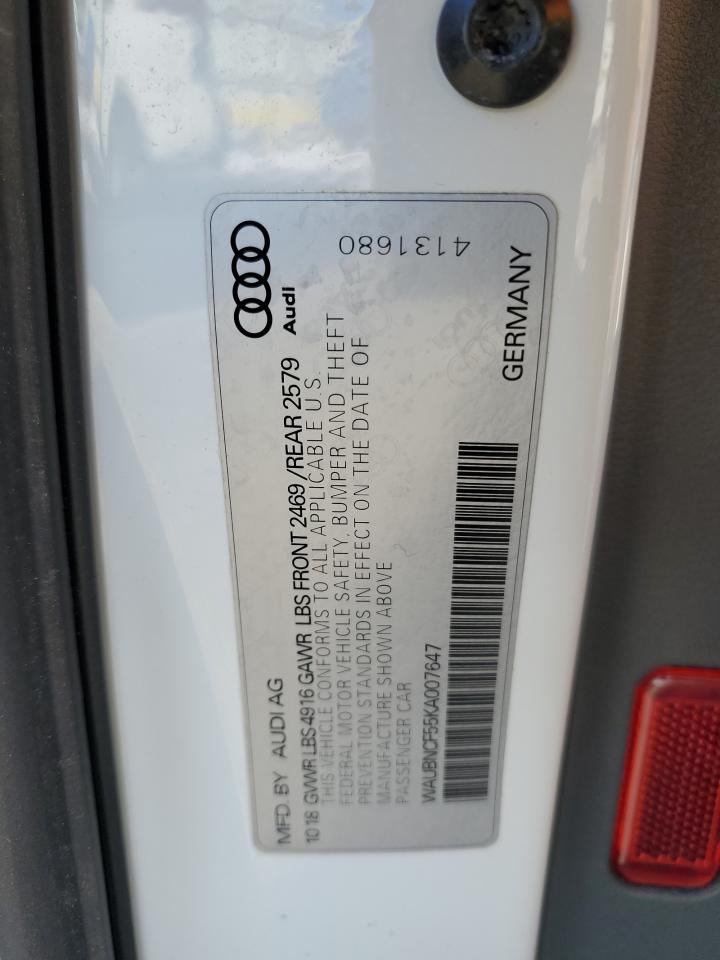 MFD. BY AUDI AG
Audi
10 18 GVWR LBS 4916 GAWR LBS FRONT 2469 /REAR 2579
THIS VEHICLE CONFORMS TO ALL APPLICABLE U.S.
FEDERAL MOTOR VEHICLE SAFETY, BUMPER AND THEFT
PREVENTION STANDARDS IN EFFECT ON THE DATE OF
MANUFACTURE SHOWN ABOVE
PASSENGER CAR
4131680
WAUBNCF55KA007647
GERMANY